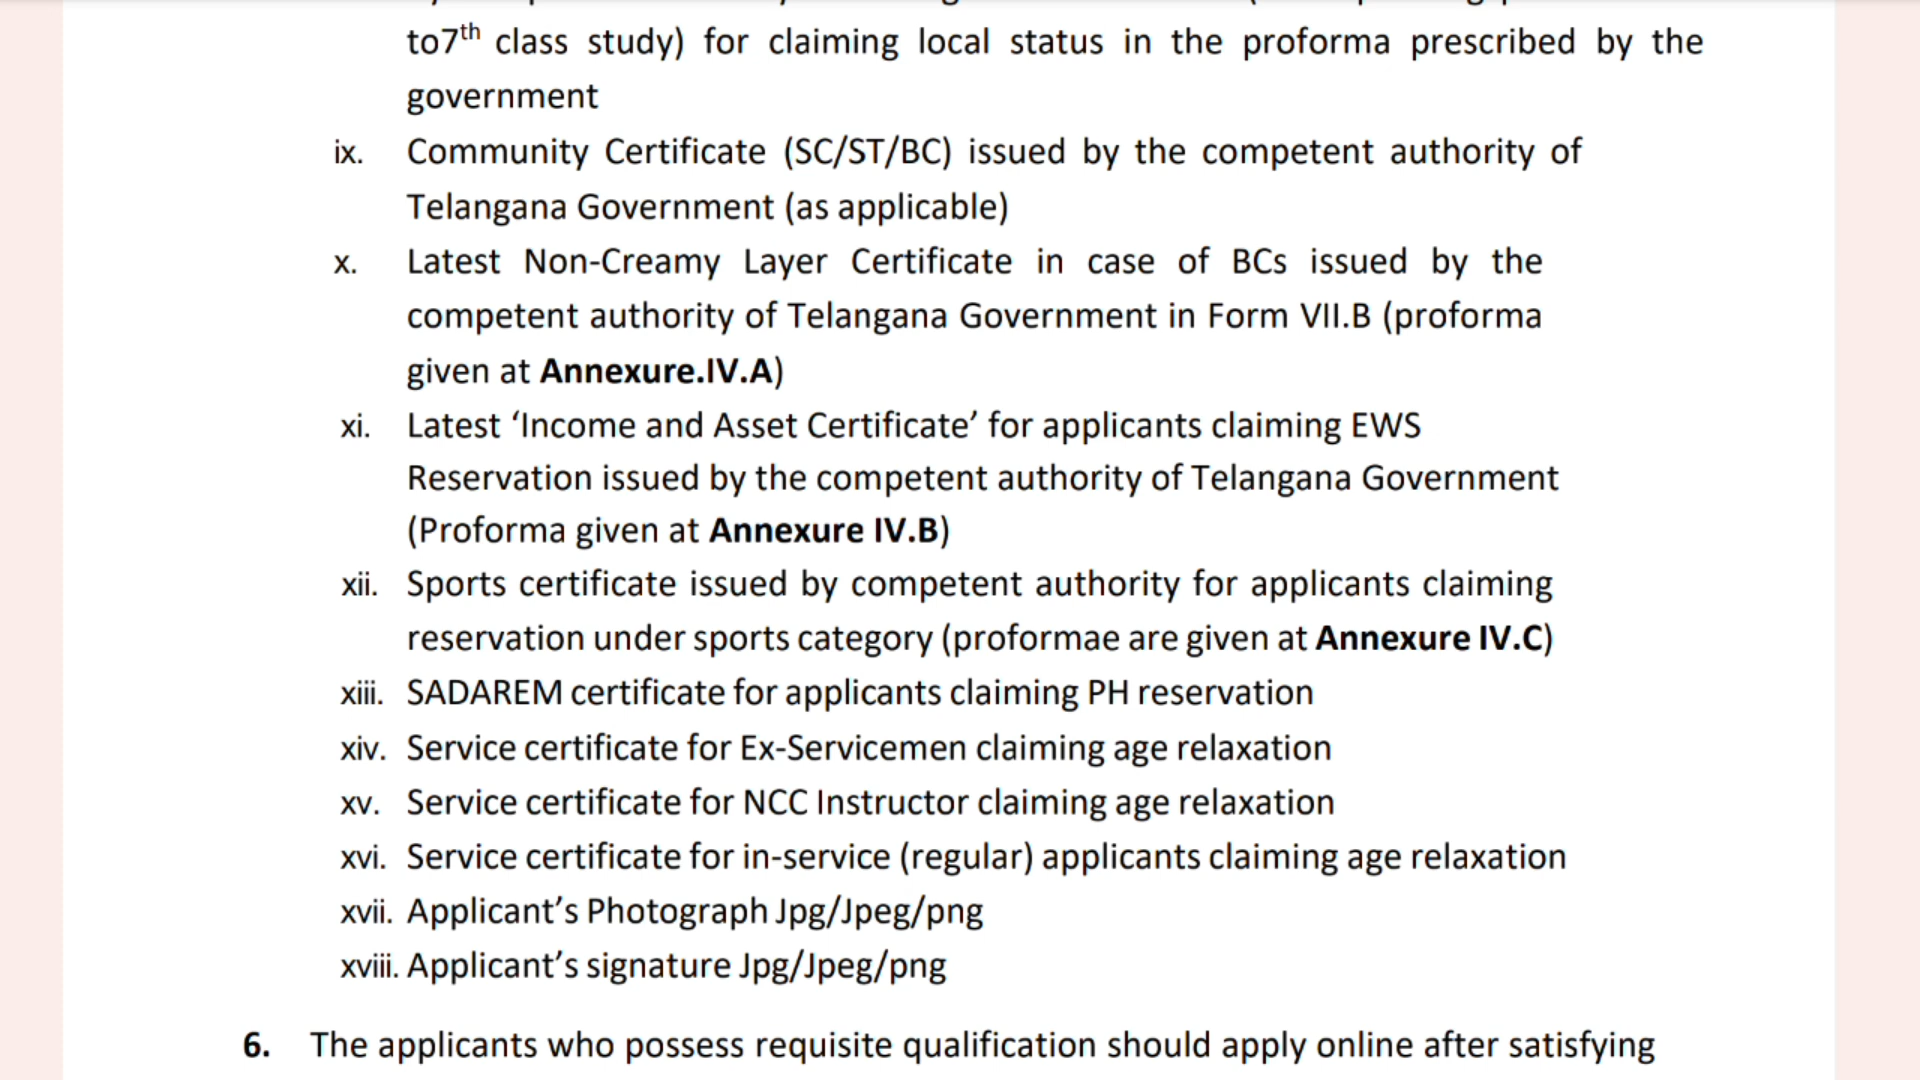 to7th class study) for claiming local status in the proforma prescribed by the
government
ix. Community Certificate (SC/ST/BC) issued by the competent authority of
Telangana Government (as applicable)
x. Latest Non-Creamy Layer Certificate in case of BCs issued by the
competent authority of Telangana Government in Form VII.B (proforma
given at Annexure.IV.A)
xi. Latest ‘Income and Asset Certificate’ for applicants claiming EWS
Reservation issued by the competent authority of Telangana Government
(Proforma given at Annexure IV.B)
xii. Sports certificate issued by competent authority for applicants claiming
reservation under sports category (proformae are given at Annexure IV.C)
xiii. SADAREM certificate for applicants claiming PH reservation
xiv. Service certificate for Ex-Servicemen claiming age relaxation
xv. Service certificate for NCC Instructor claiming age relaxation
xvi. Service certificate for in-service (regular) applicants claiming age relaxation
xvii. Applicant’s Photograph Jpg/Jpeg/png
xviii. Applicant’s signature Jpg/Jpeg/png
6. The applicants who possess requisite qualification should apply online after satisfying